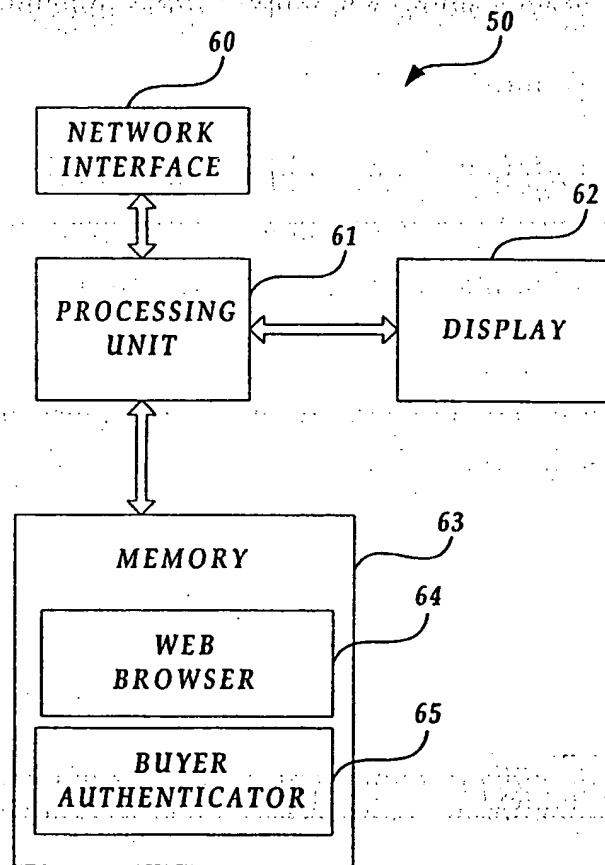 60
50
NETWORK
INTERFACE
62
61
PROCESSING
UNIT
DISPLAY
63
MEMORY
64
WEB
BROWSER
65
BUYER
AUTHENTICATOR